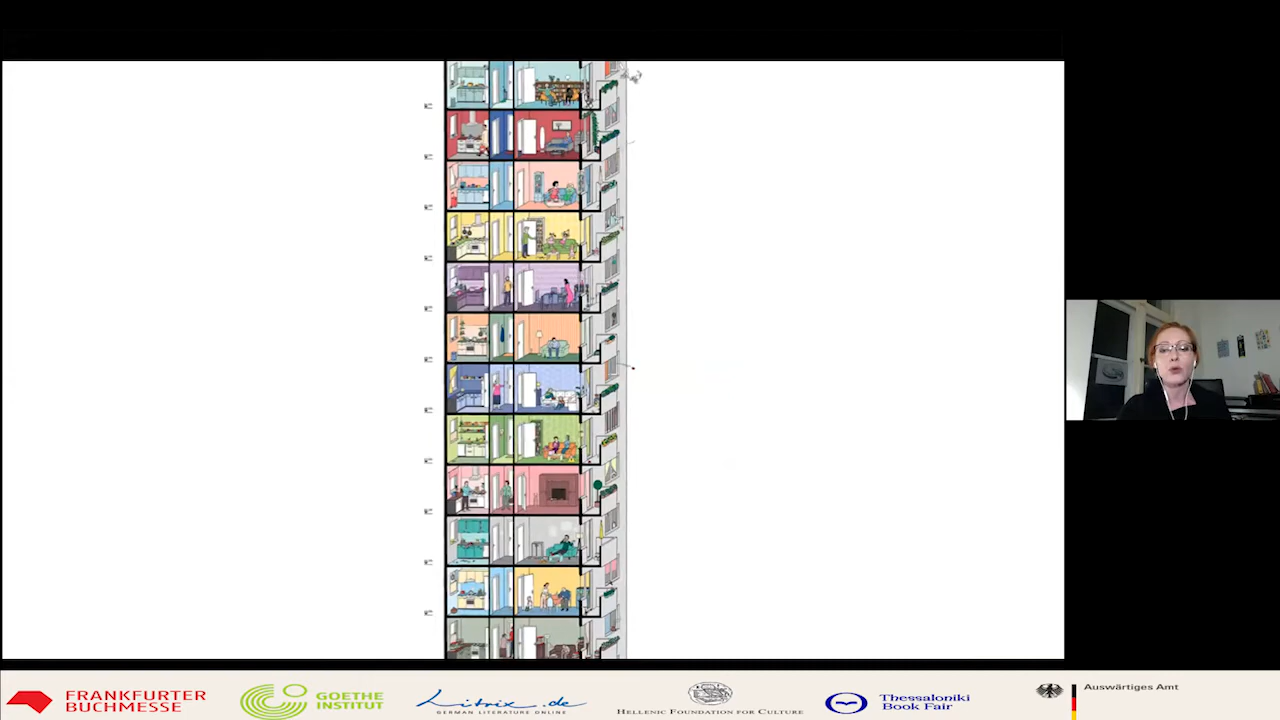 FRANKFURTER
BUCHMESSE
GOETHE
INSTITUT
Litrix.de
GERMAN LITERATURE ONLINE
HELLENIC FOUNDATION FOR CULTURE
Thessaloniki
Book Fair
Auswärtiges Amt